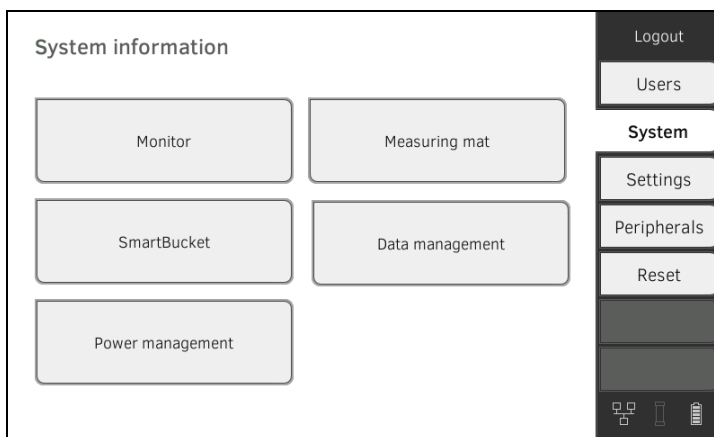 System information
Monitor
Measuring mat
SmartBucket
Data management
Power management
Logout
Users
System
Settings
Peripherals
Reset